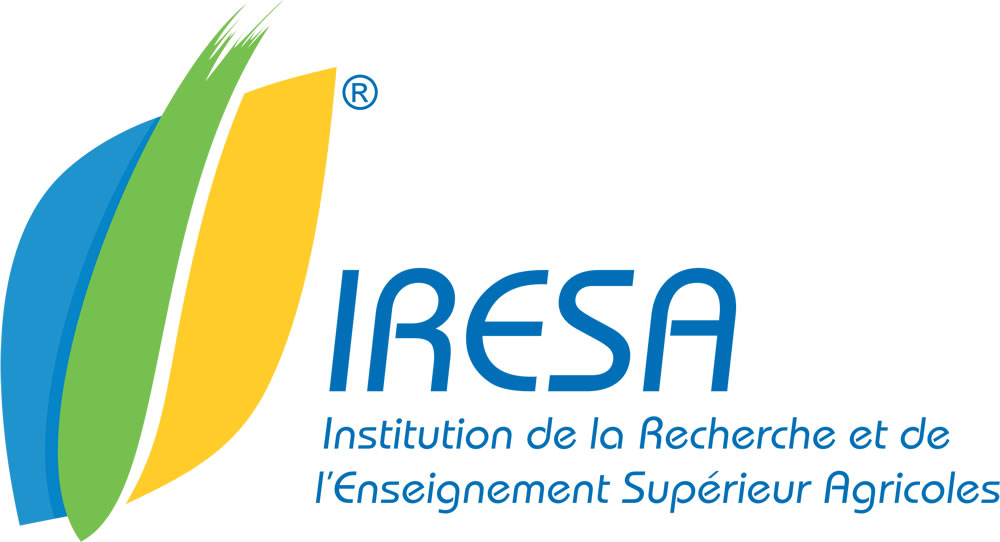 ®
IRESA
Institution de la Recherche et de
l'Enseignement Supérieur Agricoles